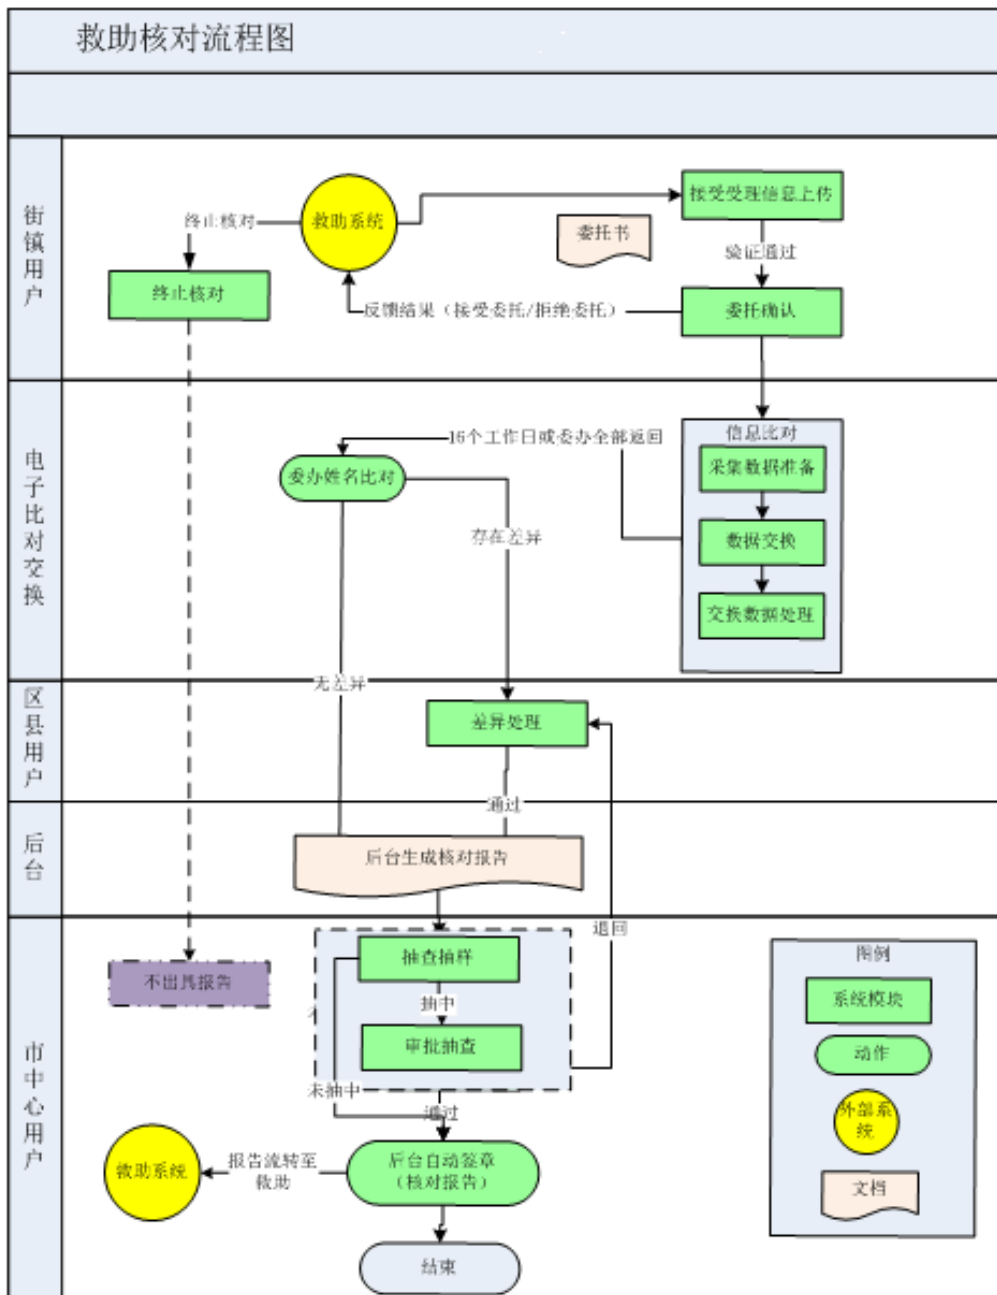 救助核对流程图
街镇用户
救助系统
接受受理信息上传
终止核对
委托书
验证通过
终止核对
反馈结果（接受委托/拒绝委托）
委托确认
电子比对交换
16个工作日或委办全部返回
信息比对
采集数据准备
委办姓名比对
存在差异
数据交换
交换数据处理
无差异
区县用户
差异处理
通过
后台
后台生成核对报告
退回
市中心用户
抽查抽样
不出具报告
抽中
审批抽查
未抽中
通过
救助系统
报告流转至
救助
后台自动签章
（核对报告）
结束
图例
系统模块
动作
外部系
统
文档